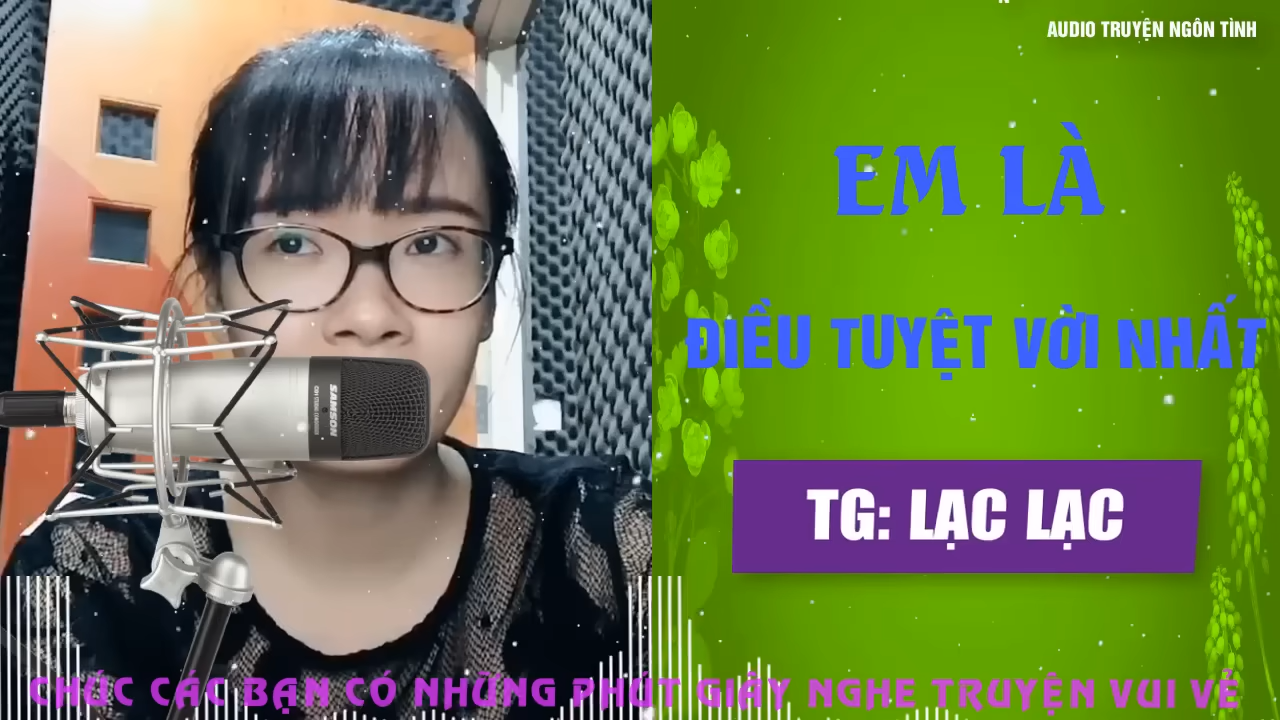 AUDIO TRUYỆN NGÔN TÌNH
EM LÀ
ĐIỀU TUYỆT VỜI NHẤT
TG: LẠC LẠC
SAMSON
CHÚC CÁC BẠN CÓ NHỮNG PHÚT GIÂY NGHE TRUYỆN VUI VẺ